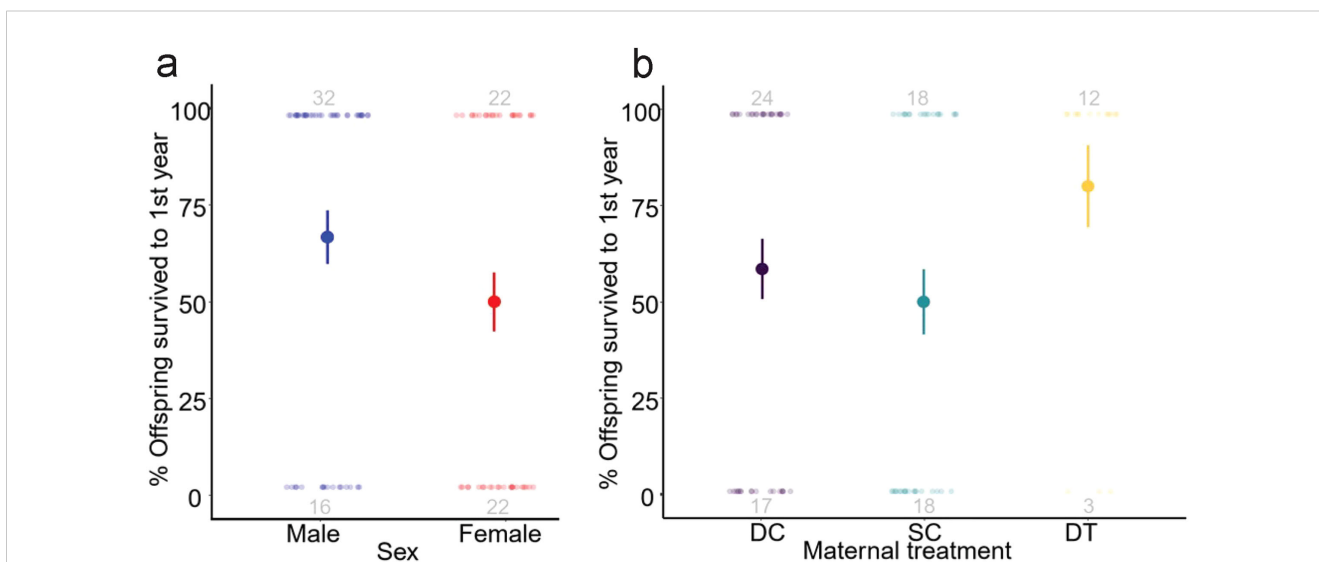 a
% Offspring survived to 1st year
100
75
50
25
0
32
22
16
22
Male
Female
Sex
b
% Offspring survived to 1st year
100
75
50
25
0
24
18
12
17
18
3
DC
SC
DT
Maternal treatment